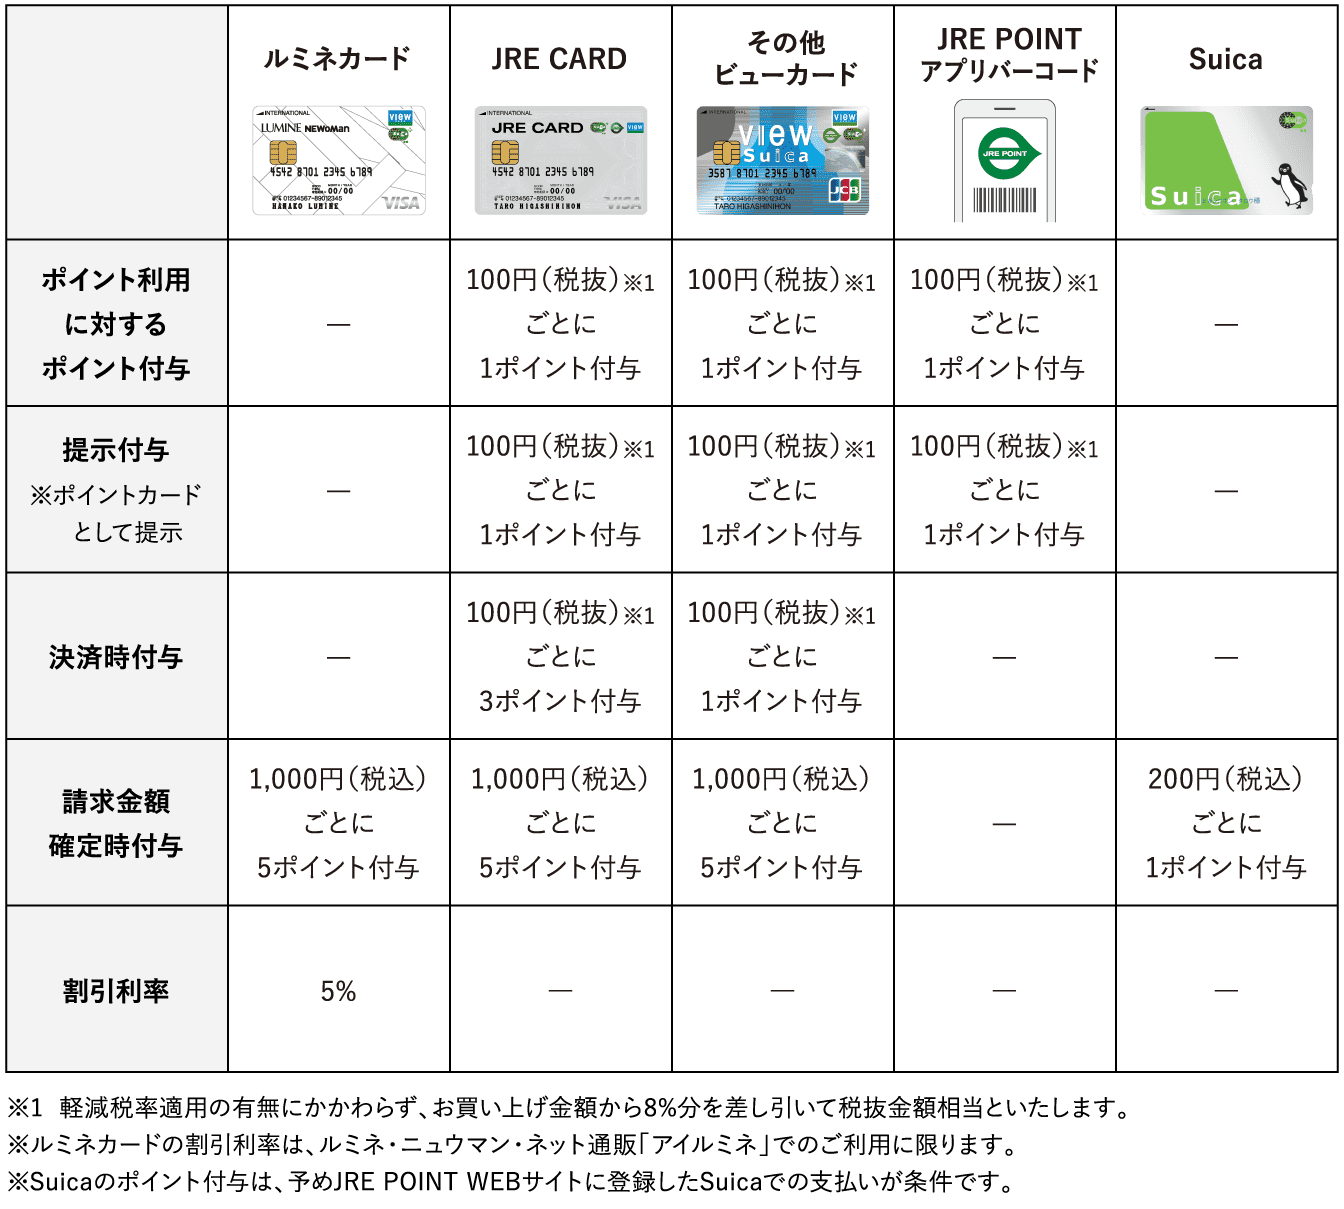 ルミネカード
JRE CARD
その他
ビューカード
JRE POINT
アプリバーコード
Suica
INTERNATIONAL
VIEW
LUMINE NEWoMan
4542 8701 2345 6789
00/00
01234567-89012345
HANAKO LUMINE
VISA
INTERNATIONAL
JRE CARD
VIEW
4542 8701 2345 6789
00/00
01234567-89012345
TARO HIGASHINIHON
VISA
INTERNATIONAL
VIEW
VIEW
Suica
3587 8701 2345 6789
00/00
01234567-89012345
TARO HIGASHINIHON
JCB
JRE POINT
Suica
ポイント利用
に対する
ポイント付与
—
100円（税抜）※1
ごとに
1ポイント付与
100円（税抜）※1
ごとに
1ポイント付与
100円（税抜）※1
ごとに
1ポイント付与
—
提示付与
※ポイントカード
として提示
—
100円（税抜）※1
ごとに
1ポイント付与
100円（税抜）※1
ごとに
1ポイント付与
100円（税抜）※1
ごとに
1ポイント付与
—
決済時付与
—
100円（税抜）※1
ごとに
3ポイント付与
100円（税抜）※1
ごとに
1ポイント付与
—
—
請求金額
確定時付与
1,000円（税込）
ごとに
5ポイント付与
1,000円（税込）
ごとに
5ポイント付与
1,000円（税込）
ごとに
5ポイント付与
—
200円（税込）
ごとに
1ポイント付与
割引利率
5%
—
—
—
—
※1 軽減税率適用の有無にかかわらず、お買い上げ金額から8%分を差し引いて税抜金額相当といたします。
※ルミネカードの割引利率は、ルミネ・ニュウマン・ネット通販「アイルミネ」でのご利用に限ります。
※Suicaのポイント付与は、予めJRE POINT WEBサイトに登録したSuicaでの支払いが条件です。